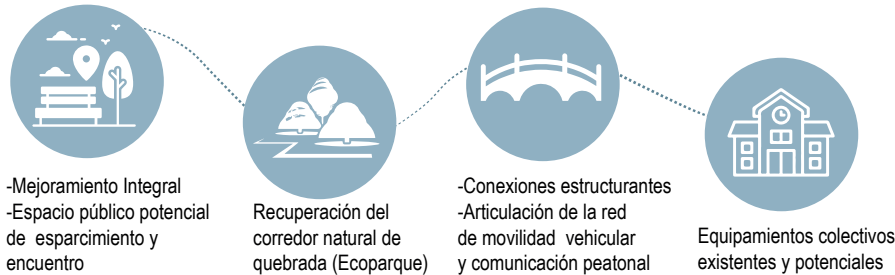 -Mejoramiento Integral
-Espacio público potencial
de esparcimiento y
encuentro
Recuperación del
corredor natural de
quebrada (Ecoparque)
-Conexiones estructurantes
-Articulación de la red
de movilidad vehicular
y comunicación peatonal
Equipamientos colectivos
existentes y potenciales